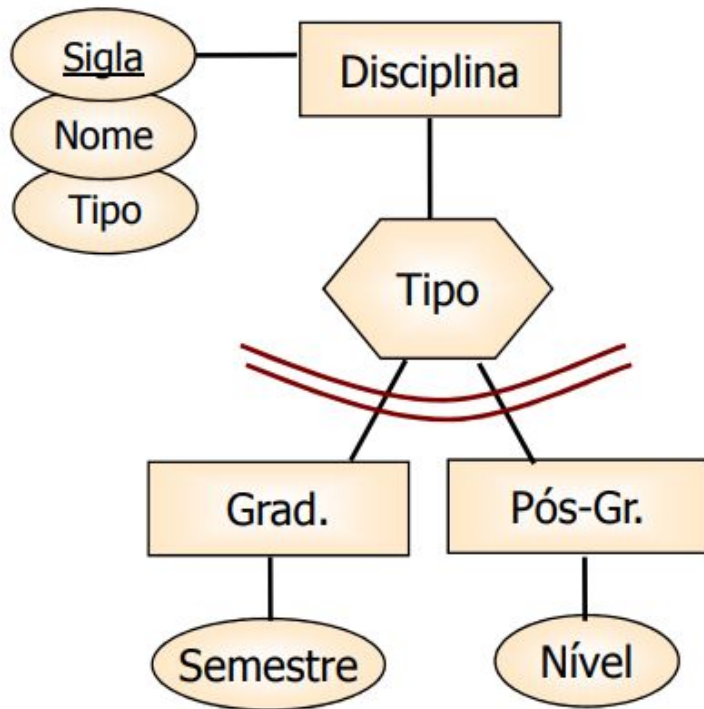 Sigla
Disciplina
Nome
Tipo
Tipo
Grad.
Pós-Gr.
Semestre
Nível